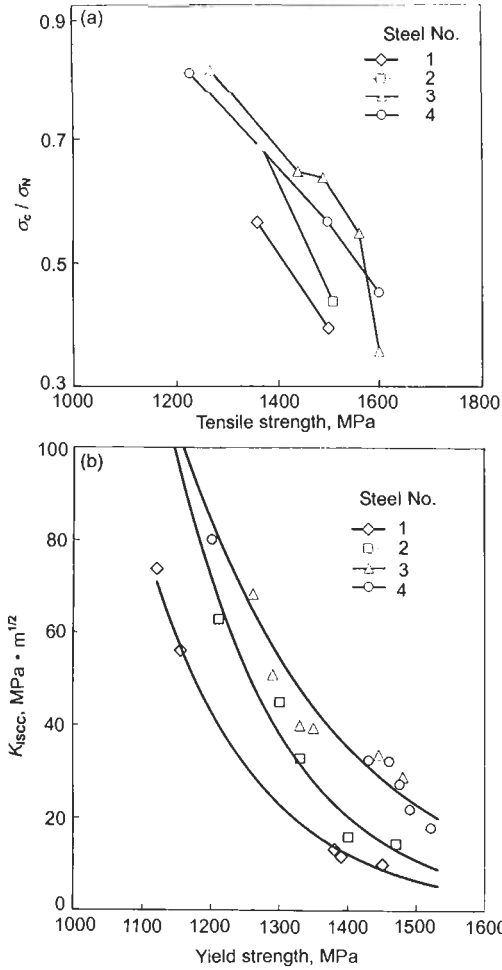 (a)
Steel No.
1
2
3
4
0.9
0.7
0.5
0.3
σc / σN
1000 1200 1400 1600 1800
Tensile strength, MPa
(b)
Steel No.
1
2
3
4
100
80
60
40
20
0
KISCC, MPa • m1/2
1000 1100 1200 1300 1400 1500 1600
Yield strength, MPa